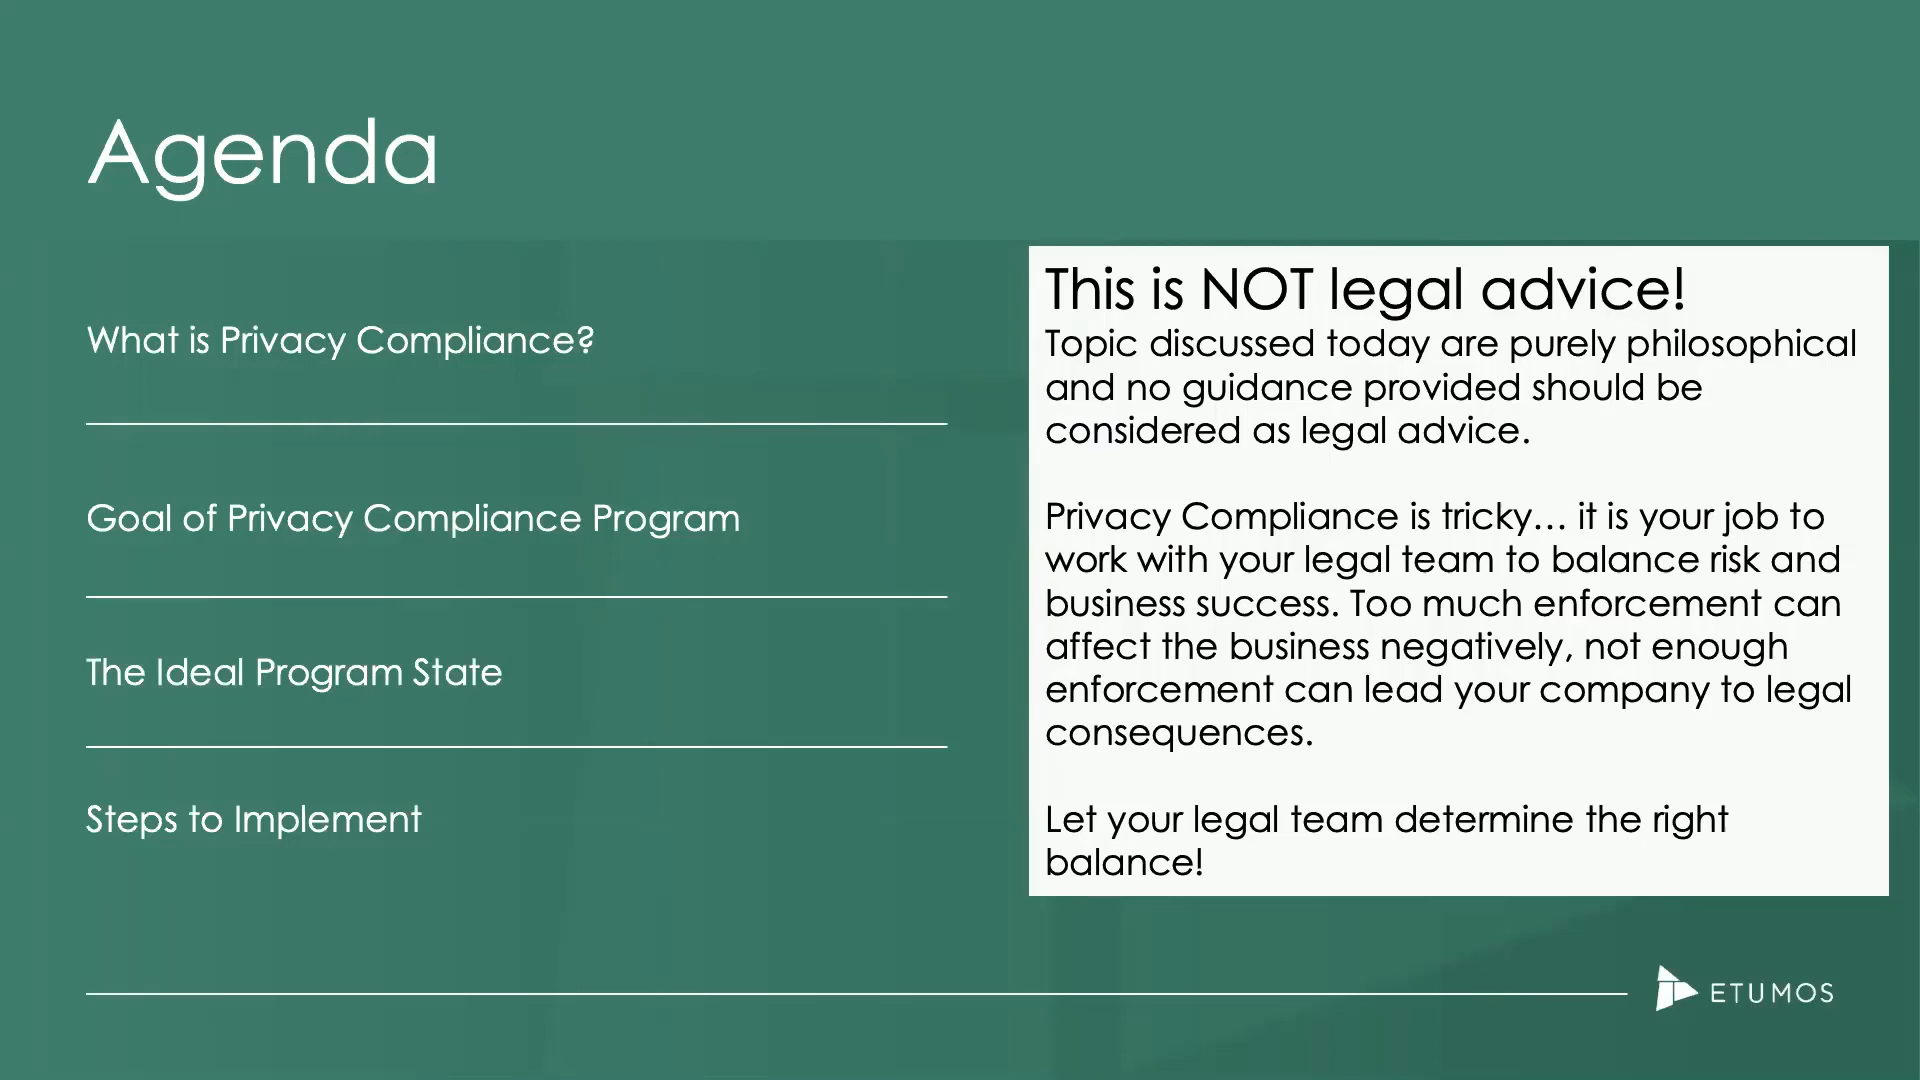 Agenda
What is Privacy Compliance?
Goal of Privacy Compliance Program
The Ideal Program State
Steps to Implement
This is NOT legal advice!
Topic discussed today are purely philosophical
and no guidance provided should be
considered as legal advice.
Privacy Compliance is tricky… it is your job to
work with your legal team to balance risk and
business success. Too much enforcement can
affect the business negatively, not enough
enforcement can lead your company to legal
consequences.
Let your legal team determine the right
balance!
ETUMOS